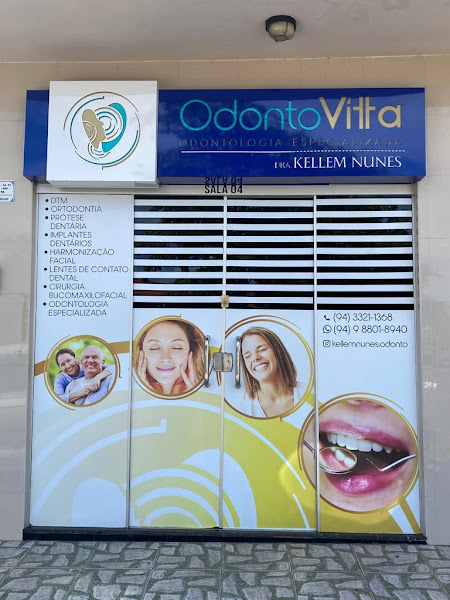 OdontoVitta
ODONTOLOGIA ESPECIALIZADA
DRA. KELLEM NUNES
SALA 04
• DTM
• ORTODONTIA
• PRÓTESE
DENTÁRIA
• IMPLANTES
DENTÁRIOS
• HARMONIZAÇÃO
FACIAL
• LENTES DE CONTATO
DENTAL
• CIRURGIA
BUCOMAXILOFACIAL
• ODONTOLOGIA
ESPECIALIZADA
(94) 3321-1368
(94) 9 8801-8940
kellemnunes.odonto